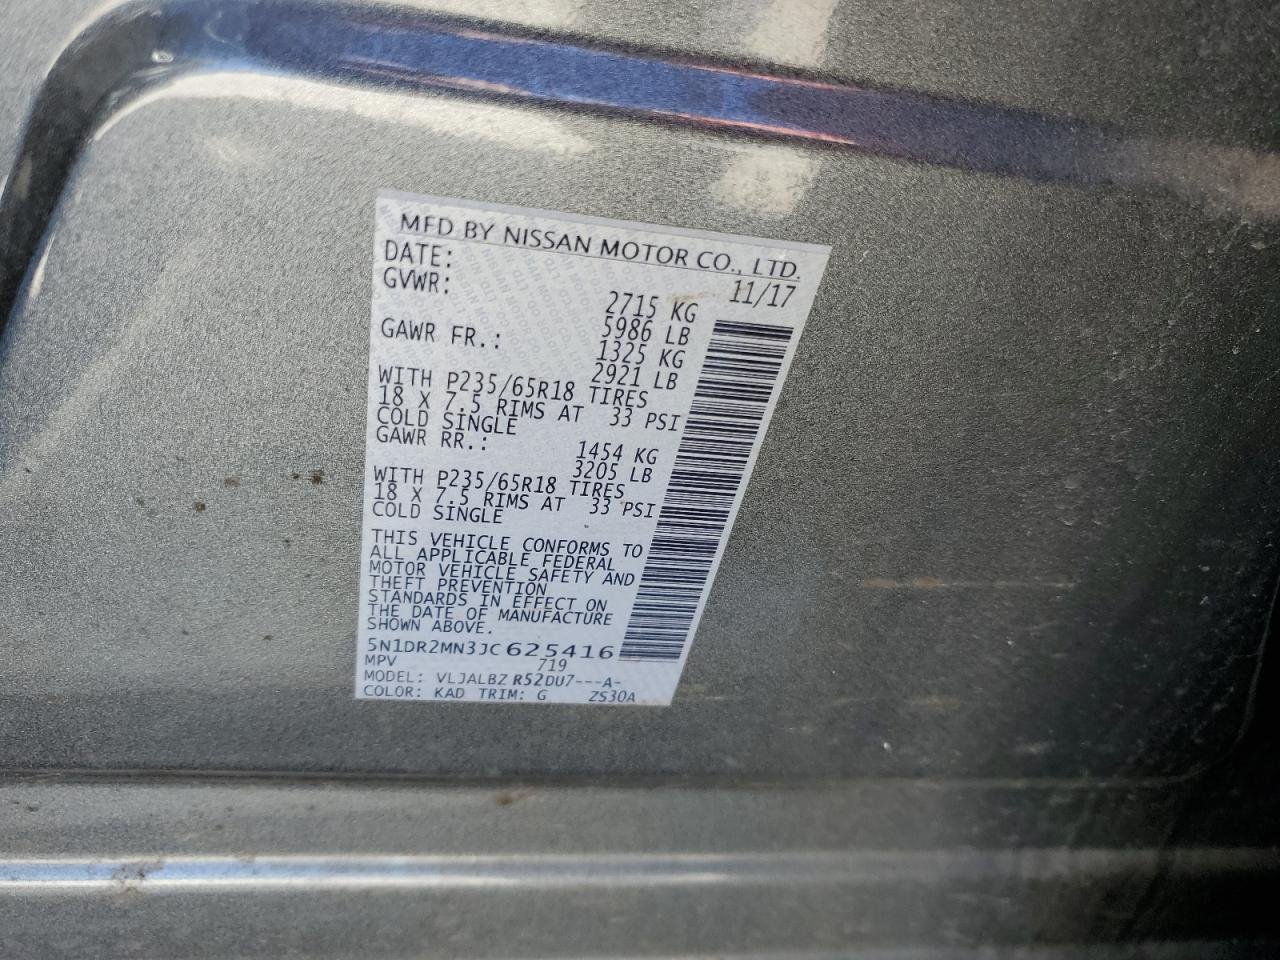 MFD BY NISSAN MOTOR CO., LTD.
DATE: 11/17
GVWR: 2715 KG
5986 LB
GAWR FR.: 1325 KG
2921 LB
WITH P235/65R18 TIRES
18 X 7.5 RIMS AT 33 PSI
COLD SINGLE
GAWR RR.: 1454 KG
3205 LB
WITH P235/65R18 TIRES
18 X 7.5 RIMS AT 33 PSI
COLD SINGLE
THIS VEHICLE CONFORMS TO
ALL APPLICABLE FEDERAL
MOTOR VEHICLE SAFETY AND
THEFT PREVENTION
STANDARDS IN EFFECT ON
THE DATE OF MANUFACTURE
SHOWN ABOVE.
5N1DR2MN3JC625416
MPV 719
MODEL: VLJALBZ R52DU7---A-
COLOR: KAD TRIM: G ZS30A